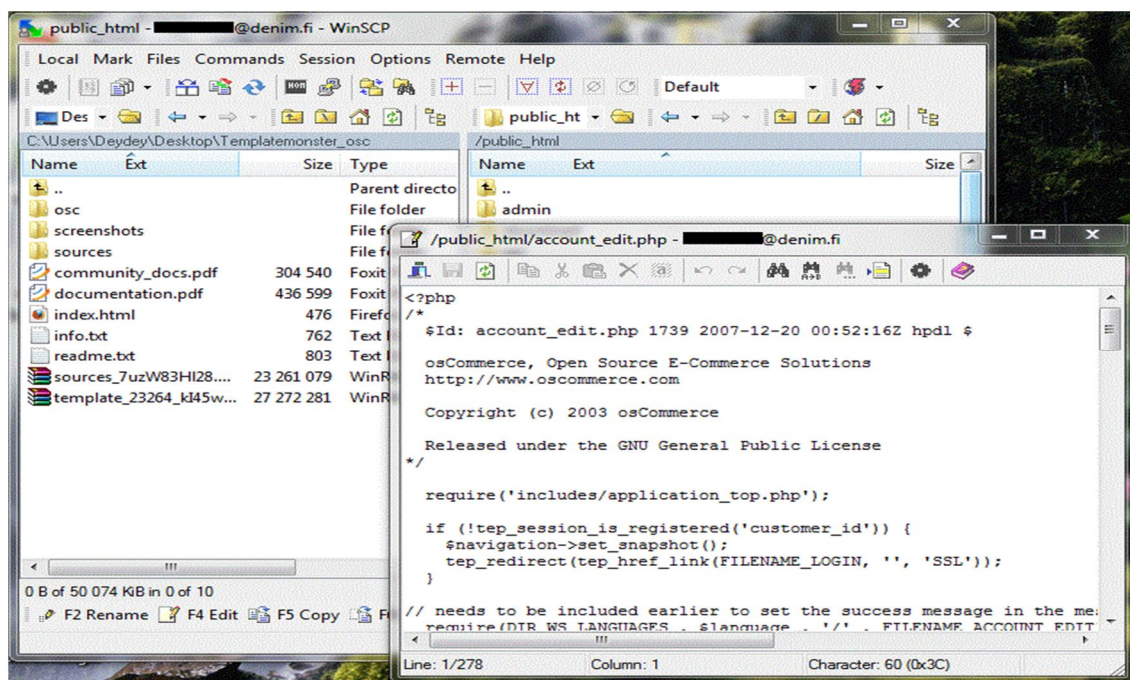 public_html - @denim.fi - WinSCP
Local Mark Files Commands Session Options Remote Help
Default
Des
public_ht
C:\Users\Deydey\Desktop\Templatemonster_osc
/public_html
Name Ext Size Type
Name Ext Size
.. Parent directo
..
osc File folder
admin
screenshots File f
sources File f
community_docs.pdf 304 540 Foxit
documentation.pdf 436 599 Foxit
index.html 476 Firefo
info.txt 762 Text
readme.txt 803 Text
sources_7uzW83HI28.... 23 261 079 WinR
template_23264_kI45w... 27 272 281 WinR
0 B of 50 074 KiB in 0 of 10
F2 Rename F4 Edit F5 Copy
/public_html/account_edit.php - @denim.fi
<?php
/*
$Id: account_edit.php 1739 2007-12-20 00:52:16Z hpdl $
osCommerce, Open Source E-Commerce Solutions
http://www.oscommerce.com
Copyright (c) 2003 osCommerce
Released under the GNU General Public License
*/
require('includes/application_top.php');
if (!tep_session_is_registered('customer_id')) {
$navigation->set_snapshot();
tep_redirect(tep_href_link(FILENAME_LOGIN, '', 'SSL'));
}
// needs to be included earlier to set the success message in the me
require(DIR_WS_LANGUAGES . $language . '/' . FILENAME_ACCOUNT_EDIT
Line: 1/278 Column: 1 Character: 60 (0x3C)